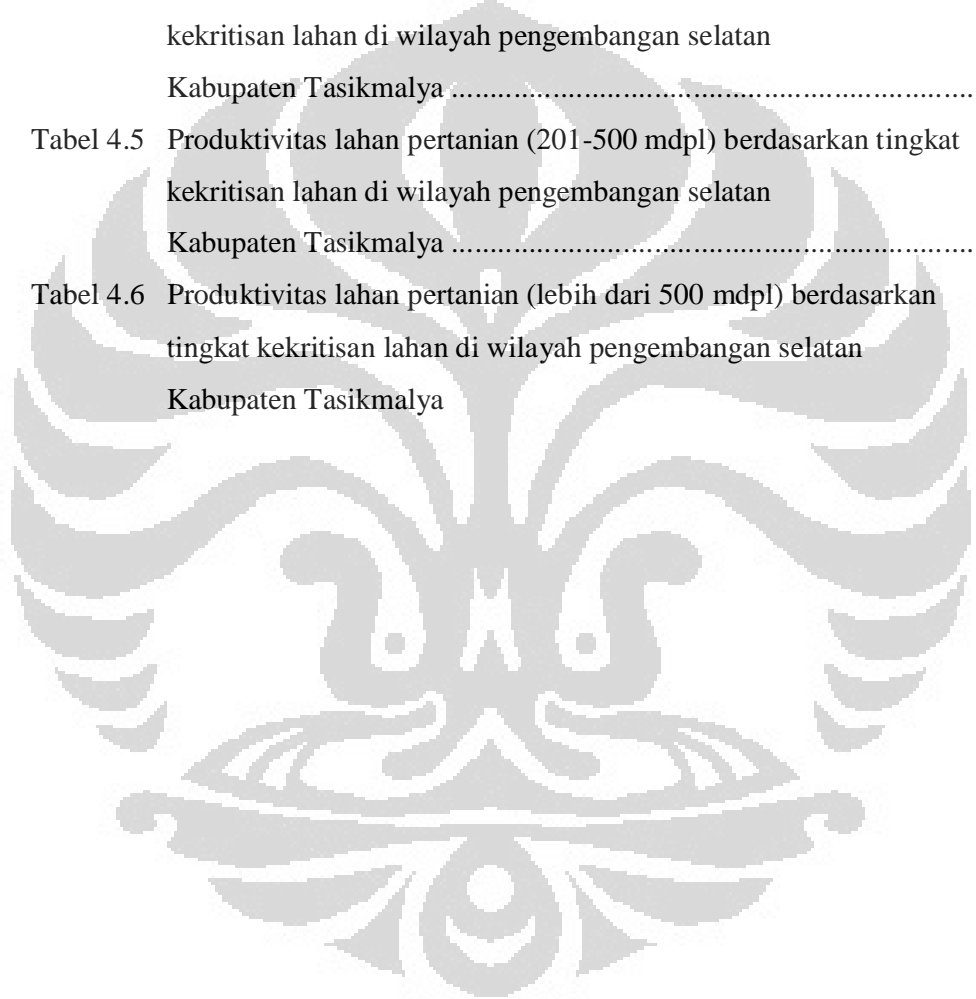 kekritisan lahan di wilayah pengembangan selatan
Kabupaten Tasikmalya ......................................................................
Tabel 4.5 Produktivitas lahan pertanian (201-500 mdpl) berdasarkan tingkat
kekritisan lahan di wilayah pengembangan selatan
Kabupaten Tasikmalya ......................................................................
Tabel 4.6 Produktivitas lahan pertanian (lebih dari 500 mdpl) berdasarkan
tingkat kekritisan lahan di wilayah pengembangan selatan
Kabupaten Tasikmalya